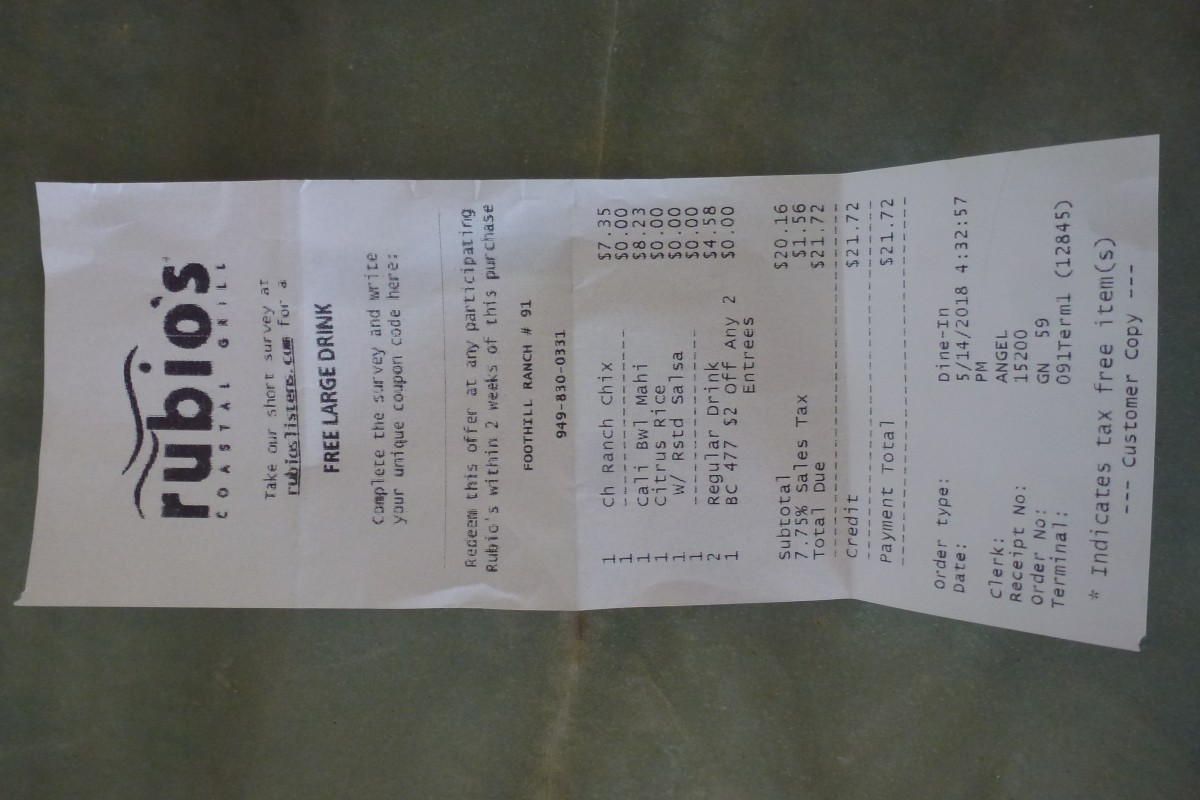 rubio's
COASTAL GRILL
Take our short survey at
rubioslistens.com for a
FREE LARGE DRINK
Complete the survey and write
your unique coupon code here:
Redeem this offer at any participating
Rubio's within 2 weeks of this purchase
FOOTHILL RANCH # 91
949-830-0331
1 Ch Ranch Chix $7.35
1 ------------ $0.00
1 Cali Bwl Mahi $8.23
1 Citrus Rice $0.00
1 W/ Rstd Salsa $0.00
1 ------------ $0.00
2 Regular Drink $4.58
1 BC 477 $2 Off Any 2 $0.00
Entrees
Subtotal $20.16
7.75% Sales Tax $1.56
Total Due $21.72
Credit $21.72
Payment Total $21.72
Order type: Dine-In
Date: 5/14/2018 4:32:57
PM
Clerk: ANGEL
Receipt No: 15200
Order No: GN 59
Terminal: 091Term1 (12845)
* Indicates tax free item(s)
--- Customer Copy ---